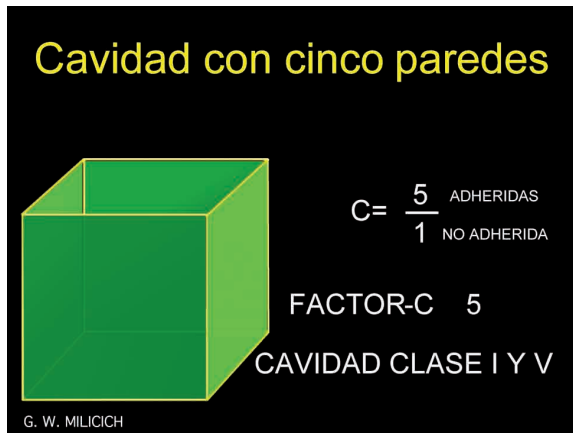 Cavidad con cinco paredes
C= 5 ADHERIDAS
1 NO ADHERIDA
FACTOR-C 5
CAVIDAD CLASE I Y V
G. W. MILICICH